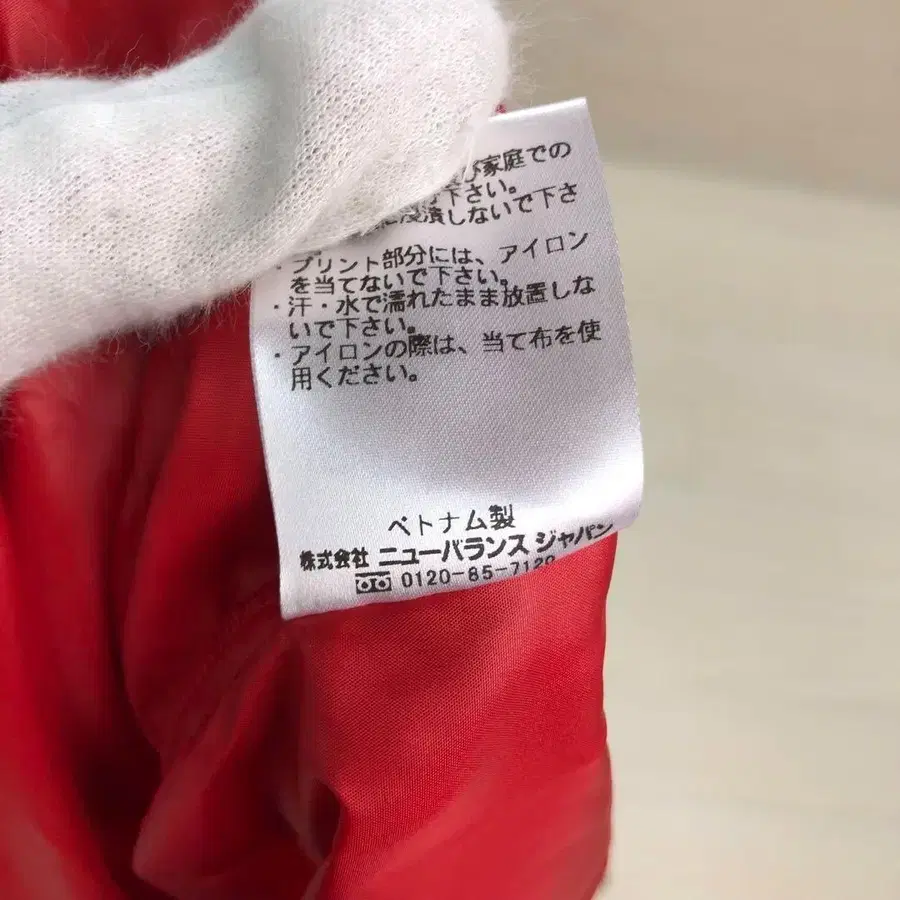 び家庭での
下さい。
に浸漬しないで下さ
・プリント部分には、アイロン
を当てないで下さい。
・汗・水で濡れたまま放置しな
いで下さい。
・アイロンの際は、当て布を使
用ください。
ベトナム製
株式会社 ニューバランス ジャパン
0120-85-7120